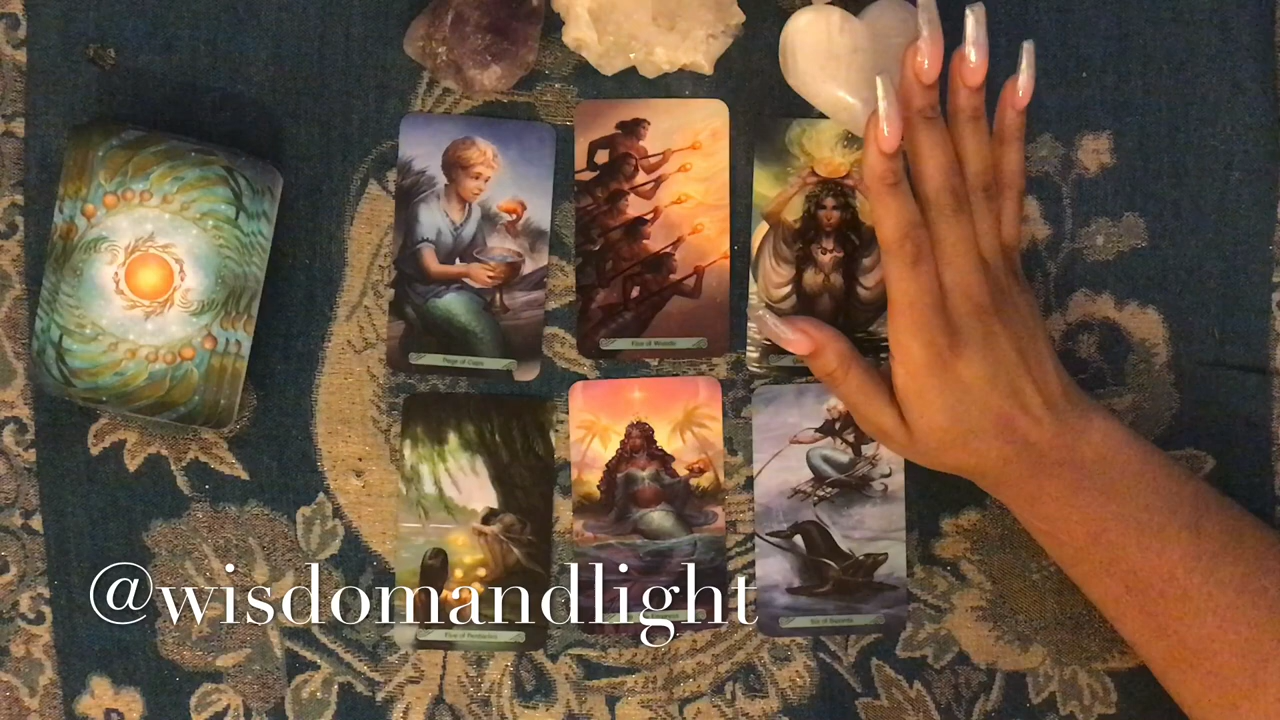 Page of Cups
Five of Wands
@wisdomandlight
Five of Pentacles
Six of Swords